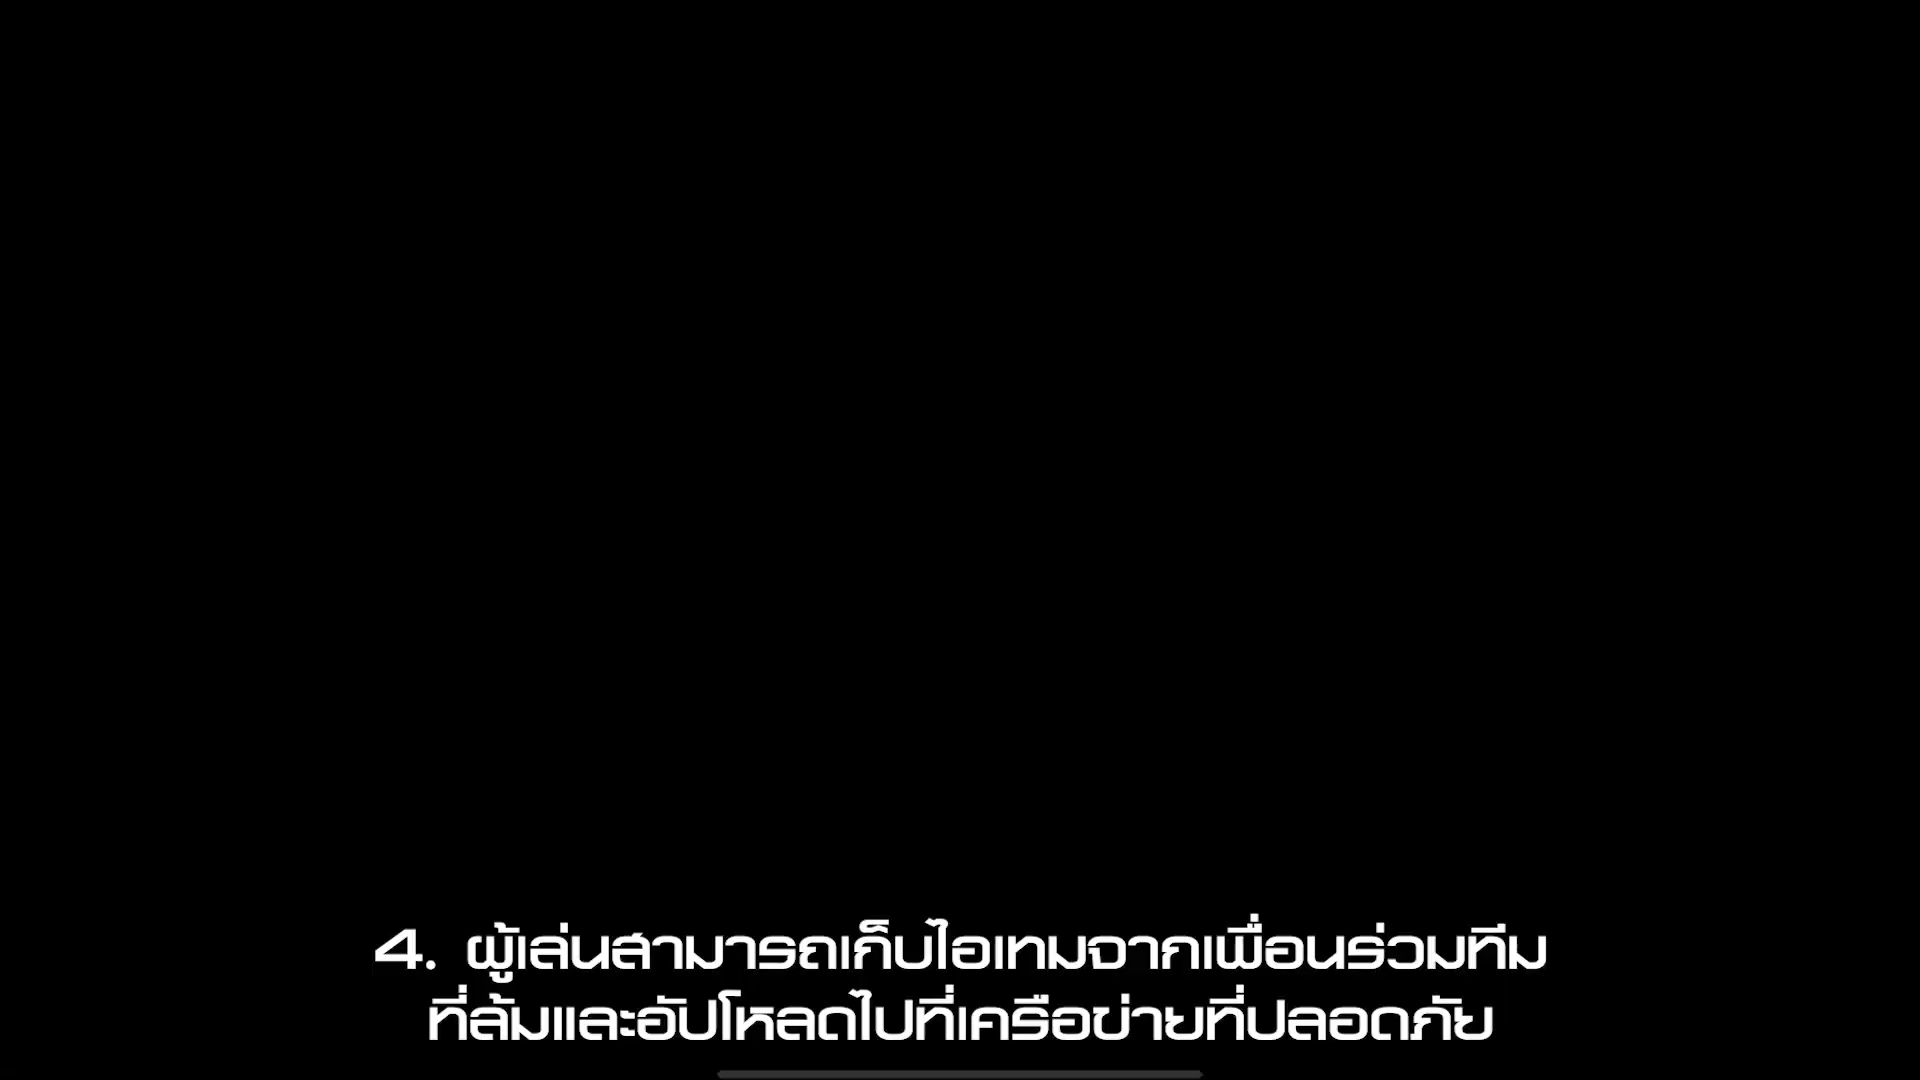 4. ผู้เล่นสามารถเก็บไอเทมจากเพื่อนร่วมทีม
ที่ล้มและอัปโหลดไปที่เครือข่ายที่ปลอดภัย